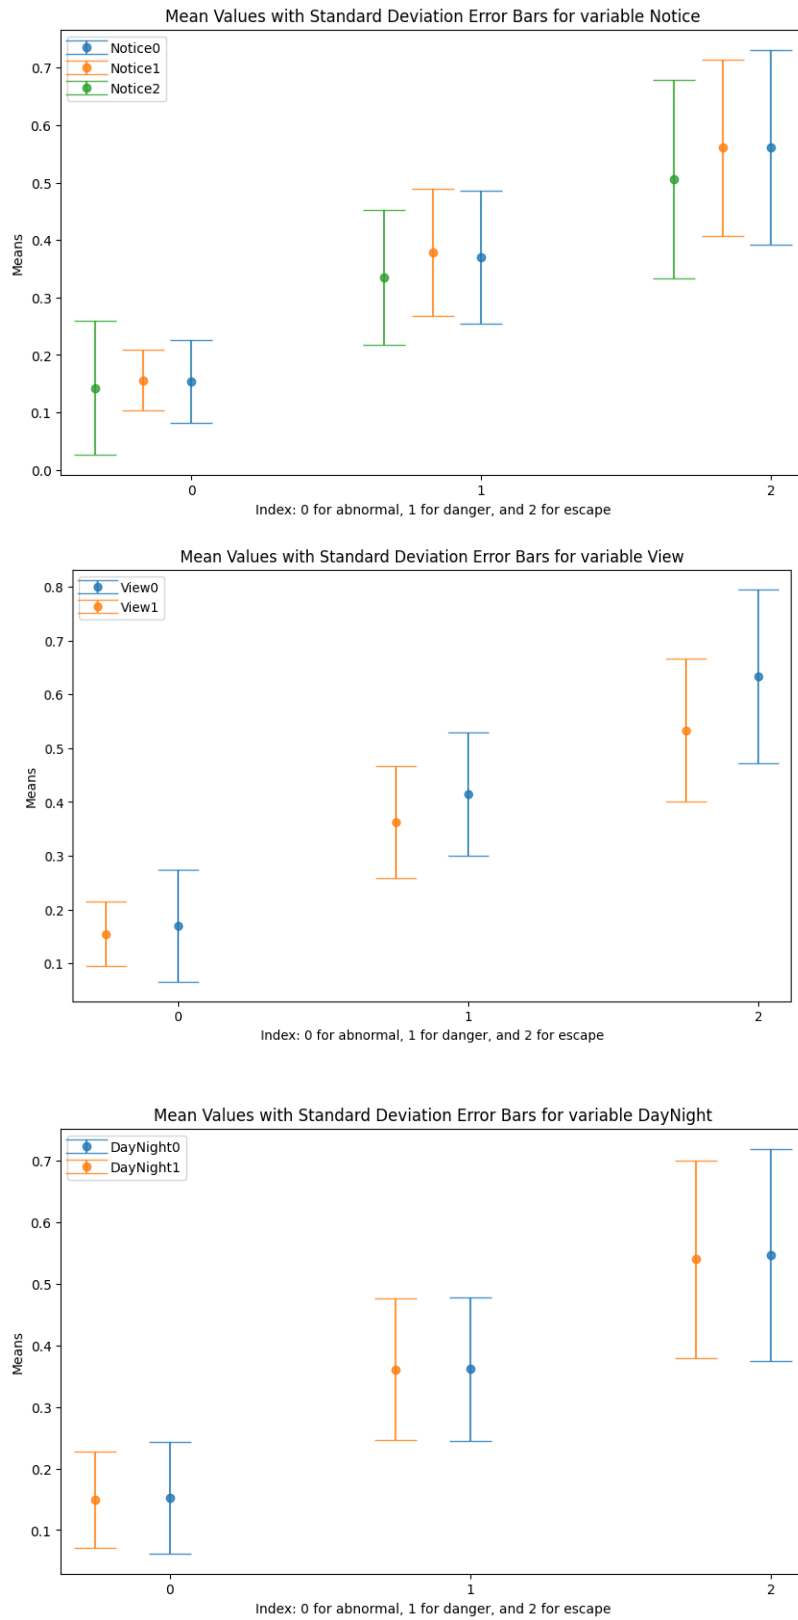 Mean Values with Standard Deviation Error Bars for variable Notice
Notice0
Notice1
Notice2
0.7
0.6
0.5
0.4
0.3
0.2
0.1
0.0
Means
0 1 2
Index: 0 for abnormal, 1 for danger, and 2 for escape
Mean Values with Standard Deviation Error Bars for variable View
View0
View1
0.8
0.7
0.6
0.5
0.4
0.3
0.2
0.1
Means
0 1 2
Index: 0 for abnormal, 1 for danger, and 2 for escape
Mean Values with Standard Deviation Error Bars for variable DayNight
DayNight0
DayNight1
0.7
0.6
0.5
0.4
0.3
0.2
0.1
Means
0 1 2
Index: 0 for abnormal, 1 for danger, and 2 for escape